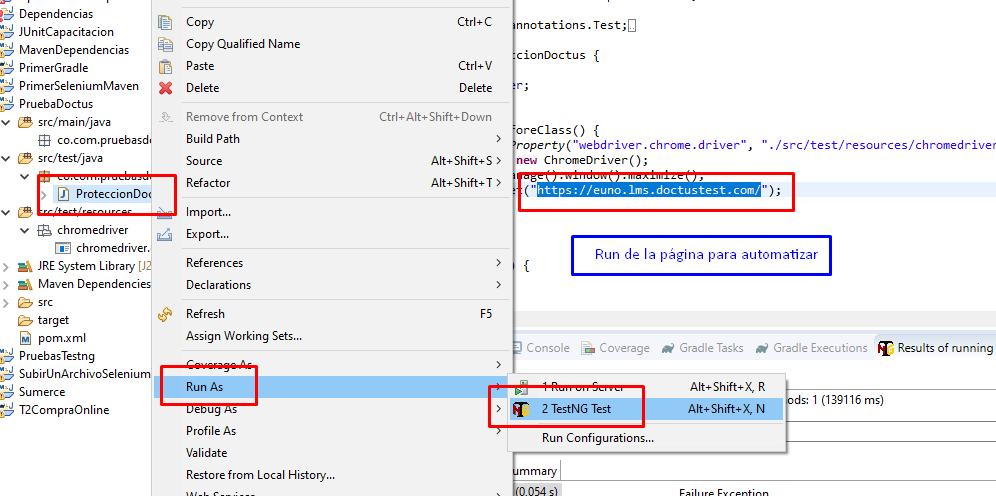 Dependencias
JUnitCapacitacion
MavenDependencias
PrimerGradle
PrimerSeleniumMaven
PruebaDoctus
src/main/java
co.com.pruebasdo
src/test/java
co.com.pruebasdo
ProteccionDoc
src/test/resources
chromedriver
chromedriver.
JRE System Library [J2
Maven Dependencies
src
target
pom.xml
PruebasTestng
SubirUnArchivoSelenium
Sumerce
T2CompraOnline
Copy Ctrl+C
Copy Qualified Name
Paste Ctrl+V
Delete Delete
Remove from Context Ctrl+Alt+Shift+Down
Build Path
Source Alt+Shift+S
Refactor Alt+Shift+T
Import...
Export...
References
Declarations
Refresh F5
Assign Working Sets...
Coverage As
Run As
Debug As
Profile As
Validate
Restore from Local History...
Web Services
1 Run on Server Alt+Shift+X, R
2 TestNG Test Alt+Shift+X, N
Run Configurations...
annotations.Test;
ccionDoctus {
er;
foreClass() {
Property("webdriver.chrome.driver", "./src/test/resources/chromedriver
new ChromeDriver();
anage().window().maximize();
et("https://euno.lms.doctustest.com/");
Run de la página para automatizar
) {
Console Coverage Gradle Tasks Gradle Executions Results of running
ods: 1 (139116 ms)
ummary
(0.054 s)
Failure Exception